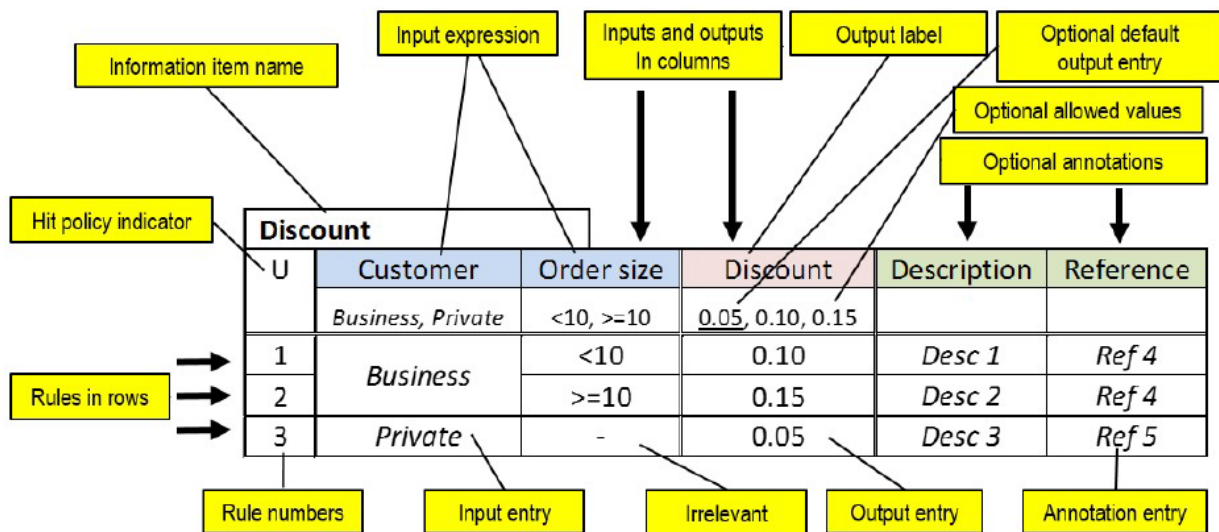 Input expression
Inputs and outputs
In columns
Output label
Optional default
output entry
Information item name
Optional allowed values
Optional annotations
Hit policy indicator
Discount
U Customer Order size Discount Description Reference
Business, Private <10, >=10 0.05, 0.10, 0.15
Rules in rows
1 Business <10 0.10 Desc 1 Ref 4
2 >=10 0.15 Desc 2 Ref 4
3 Private - 0.05 Desc 3 Ref 5
Rule numbers
Input entry
Irrelevant
Output entry
Annotation entry